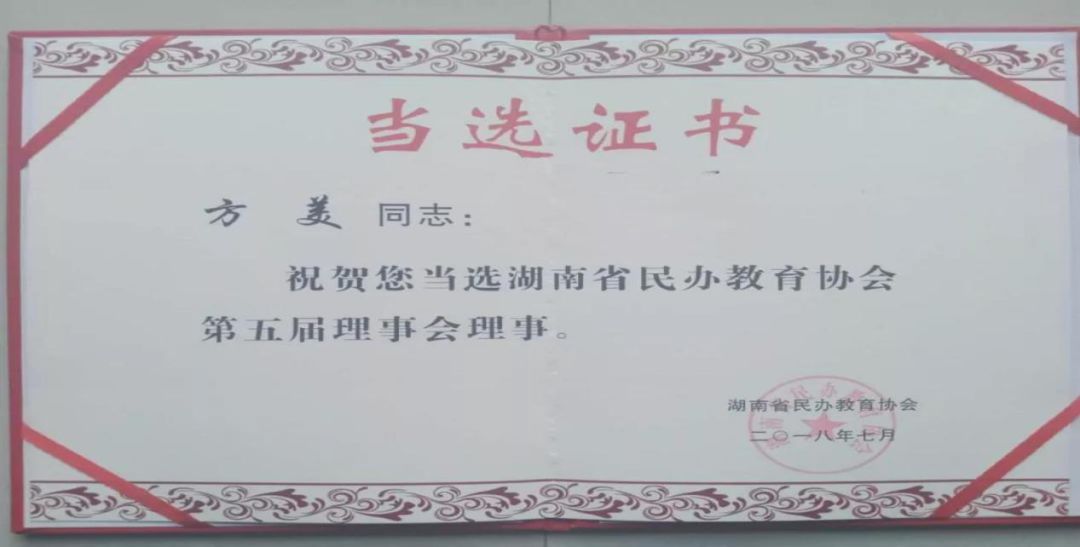 当选证书
方 美 同志：
祝贺您当选湖南省民办教育协会
第五届理事会理事。
湖南省民办教育协会
二〇一八年七月